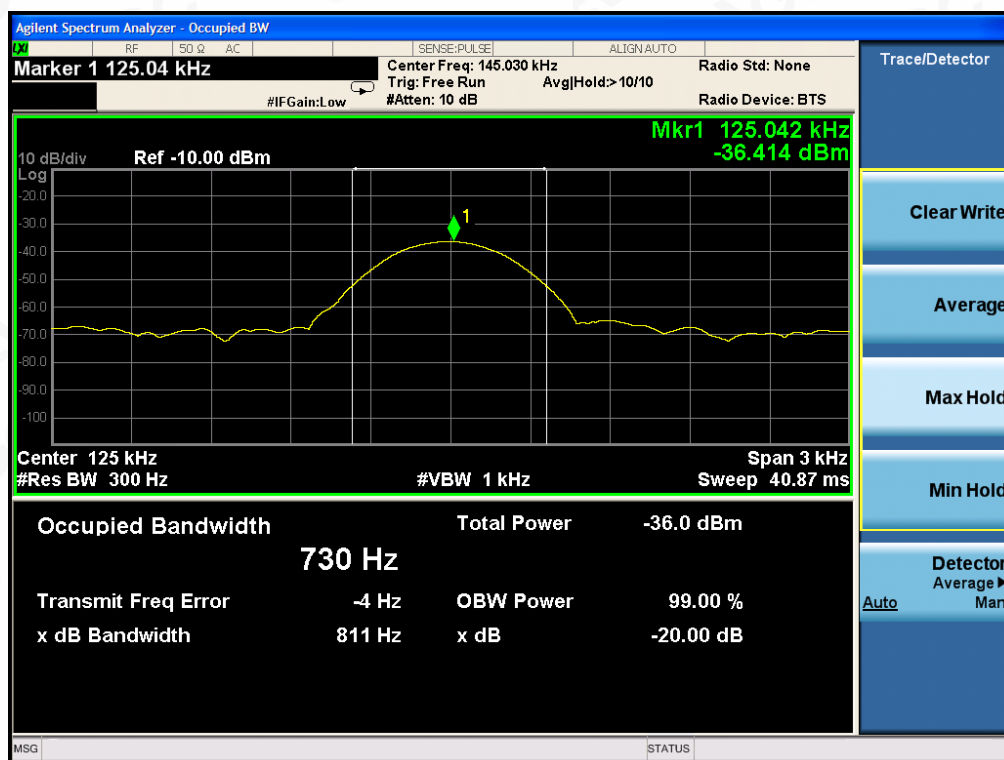 Agilent Spectrum Analyzer - Occupied BW
LXI RF 50 Ω AC SENSE:PULSE ALIGN AUTO
Marker 1 125.04 kHz
Center Freq: 145.030 kHz Radio Std: None
Trig: Free Run Avg|Hold:>10/10
#IFGain:Low #Atten: 10 dB Radio Device: BTS
Mkr1 125.042 kHz
-36.414 dBm
10 dB/div Ref -10.00 dBm
Log
-20.0
-30.0
1
-40.0
-50.0
-60.0
-70.0
-80.0
-90.0
-100
Center 125 kHz Span 3 kHz
#Res BW 300 Hz #VBW 1 kHz Sweep 40.87 ms
Occupied Bandwidth Total Power -36.0 dBm
730 Hz
Transmit Freq Error -4 Hz OBW Power 99.00 %
x dB Bandwidth 811 Hz x dB -20.00 dB
MSG STATUS
Trace/Detector
Clear Write
Average
Max Hold
Min Hold
Detector
Average►
Auto Man